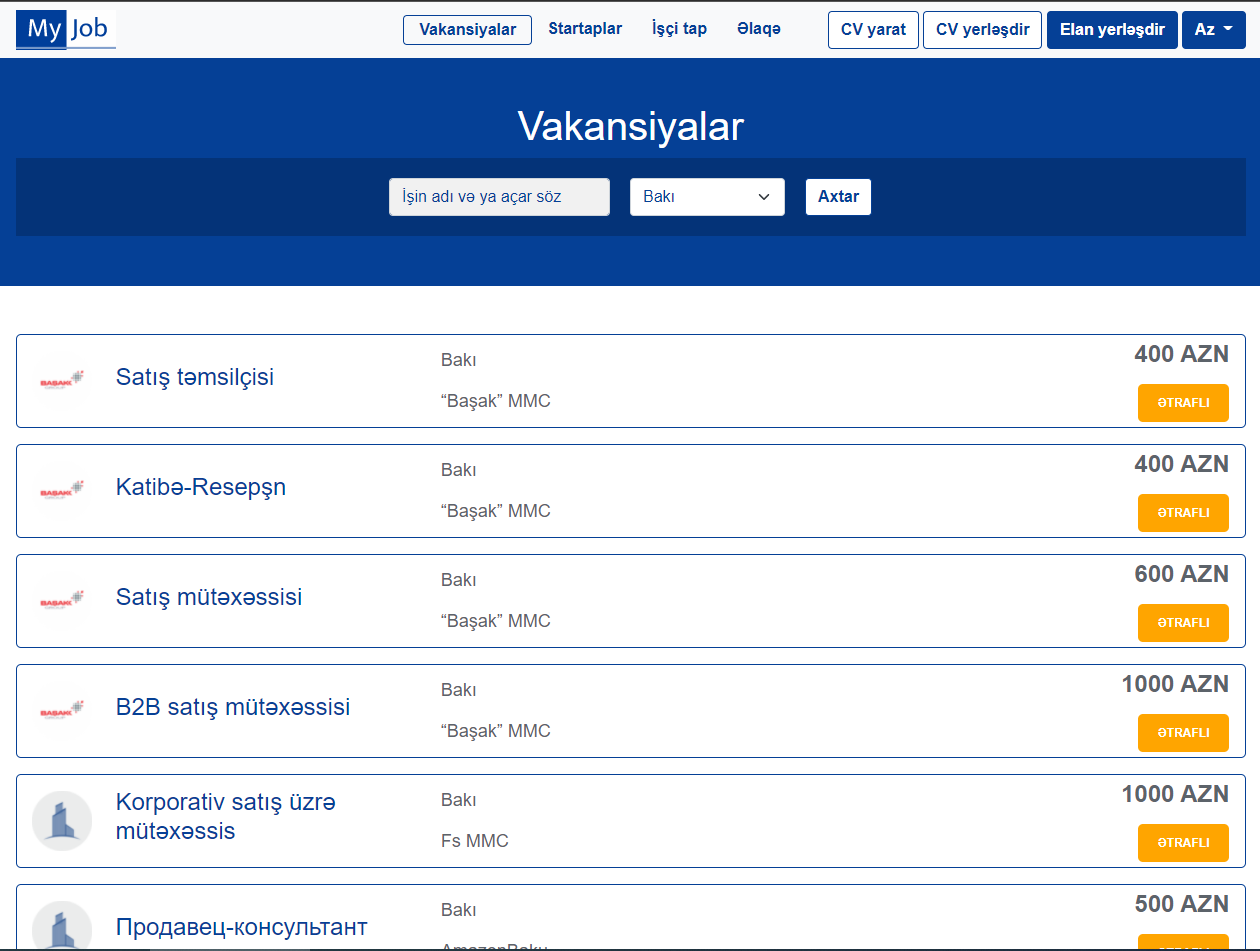 My Job
Vakansiyalar Startaplar İşçi tap Əlaqə CV yarat CV yerləşdir Elan yerləşdir Az
Vakansiyalar
İşin adı və ya açar söz Bakı Axtar
BAŞAK
Satış təmsilçisi
Bakı
“Başak” MMC
400 AZN
ƏTRAFLI
BAŞAK
Katibə-Resepşn
Bakı
“Başak” MMC
400 AZN
ƏTRAFLI
BAŞAK
Satış mütəxəssisi
Bakı
“Başak” MMC
600 AZN
ƏTRAFLI
BAŞAK
B2B satış mütəxəssisi
Bakı
“Başak” MMC
1000 AZN
ƏTRAFLI
Korporativ satış üzrə
mütəxəssis
Bakı
Fs MMC
1000 AZN
ƏTRAFLI
Продавец-консультант
Bakı
500 AZN